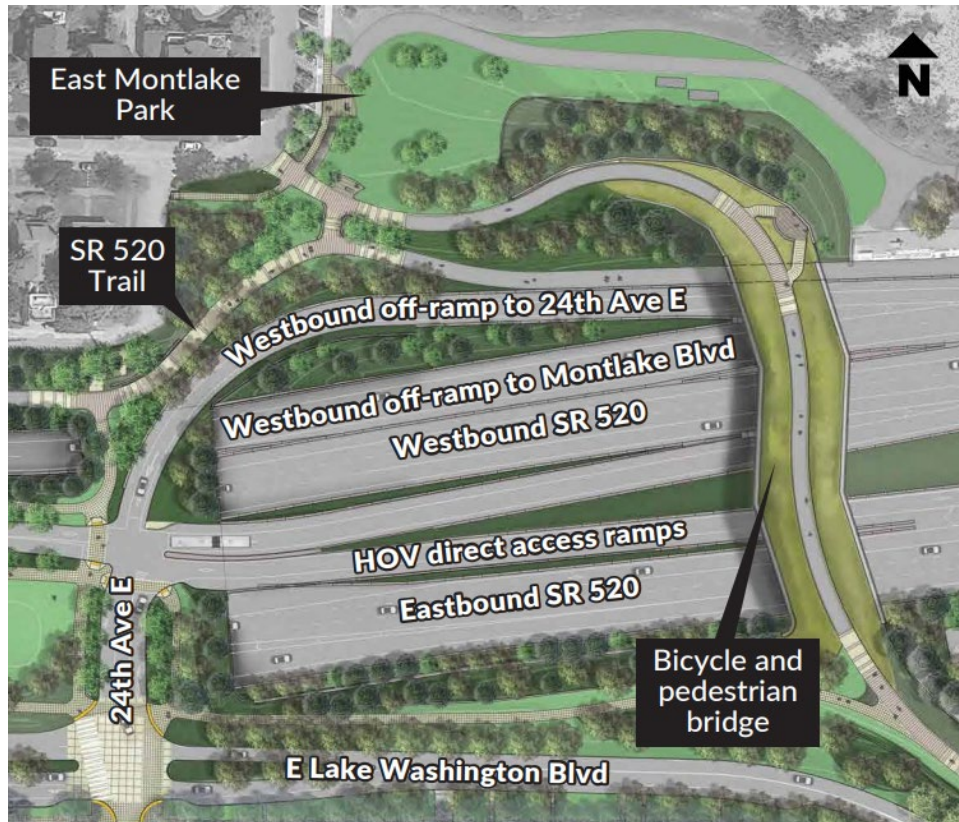 East Montlake
Park
N
SR 520
Trail
Westbound off-ramp to 24th Ave E
Westbound off-ramp to Montlake Blvd
Westbound SR 520
HOV direct access ramps
Eastbound SR 520
24th Ave E
Bicycle and
pedestrian
bridge
E Lake Washington Blvd